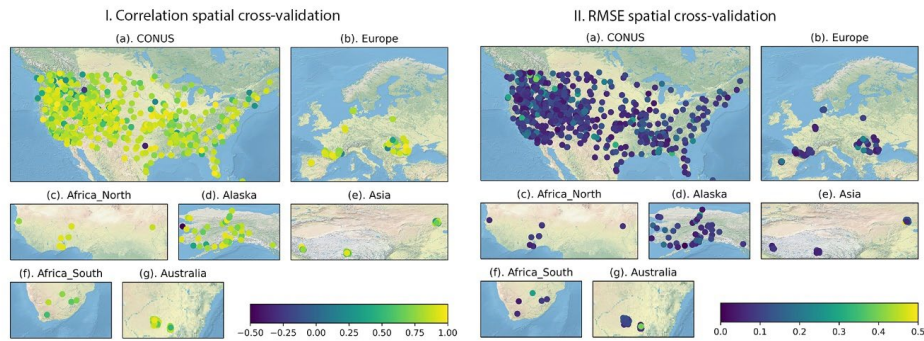 I. Correlation spatial cross-validation
(a). CONUS
(b). Europe
(c). Africa_North
(d). Alaska
(e). Asia
(f). Africa_South
(g). Australia
−0.50 −0.25 0.00 0.25 0.50 0.75 1.00
II. RMSE spatial cross-validation
(a). CONUS
(b). Europe
(c). Africa_North
(d). Alaska
(e). Asia
(f). Africa_South
(g). Australia
0.0 0.1 0.2 0.3 0.4 0.5